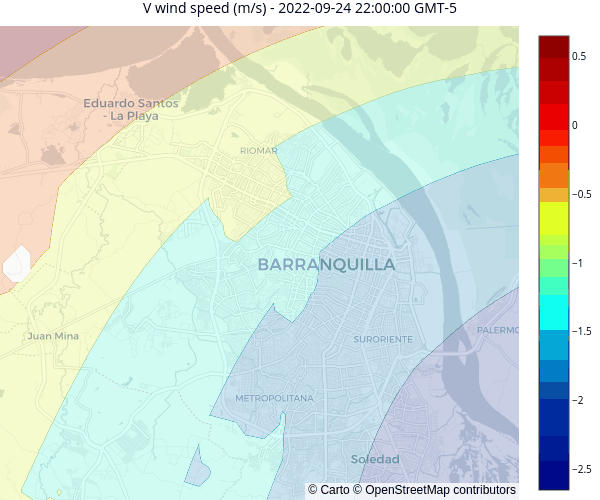 V wind speed (m/s) - 2022-09-24 22:00:00 GMT-5
Eduardo Santos
- La Playa
RIOMAR
BARRANQUILLA
Juan Mina
SURORIENTE
PALERMO
METROPOLITANA
Soledad
© Carto © OpenStreetMap contributors
0.5
0
−0.5
−1
−1.5
−2
−2.5